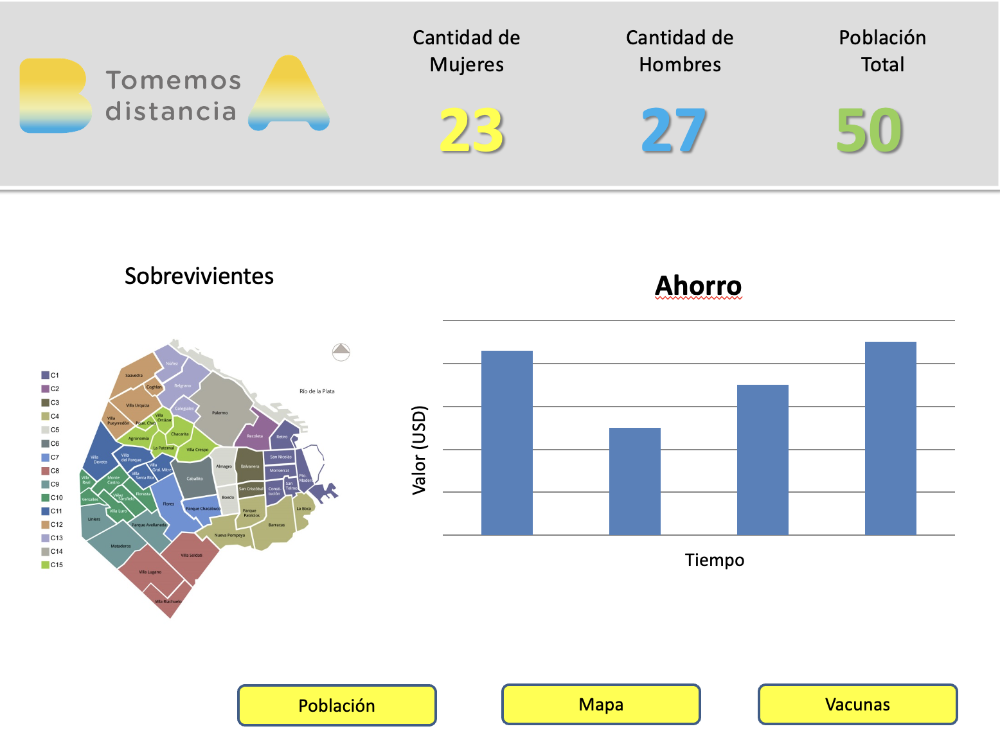 B
Tomemos
distancia
A
Cantidad de
Mujeres
23
Cantidad de
Hombres
27
Población
Total
50
Sobrevivientes
C1
C2
C3
C4
C5
C6
C7
C8
C9
C10
C11
C12
C13
C14
C15
Río de la Plata
Núñez
Saavedra
Coghlan
Belgrano
Villa Urquiza
Colegiales
Palermo
Villa
Pueyrredón
Pque. Chas
Villa
Ortúzar
Chacarita
Agronomía
La Paternal
Villa Crespo
Recoleta
Retiro
Villa
Devoto
Villa
del Parque
Villa
Gral. Mitre
Villa
Santa Rita
Almagro
Balvanera
San Nicolás
Monserrat
Pto.
Madero
Villa
Real
Monte
Castro
Caballito
San Cristóbal
Consti-
tución
San
Telmo
Versalles
Vélez
Sarsfield
Floresta
Villa Luro
Flores
Parque Chacabuco
Boedo
Parque
Patricios
La Boca
Liniers
Parque Avellaneda
Nueva Pompeya
Barracas
Mataderos
Villa Soldati
Villa Lugano
Villa Riachuelo
Ahorro
Valor (USD)
Tiempo
Población
Mapa
Vacunas